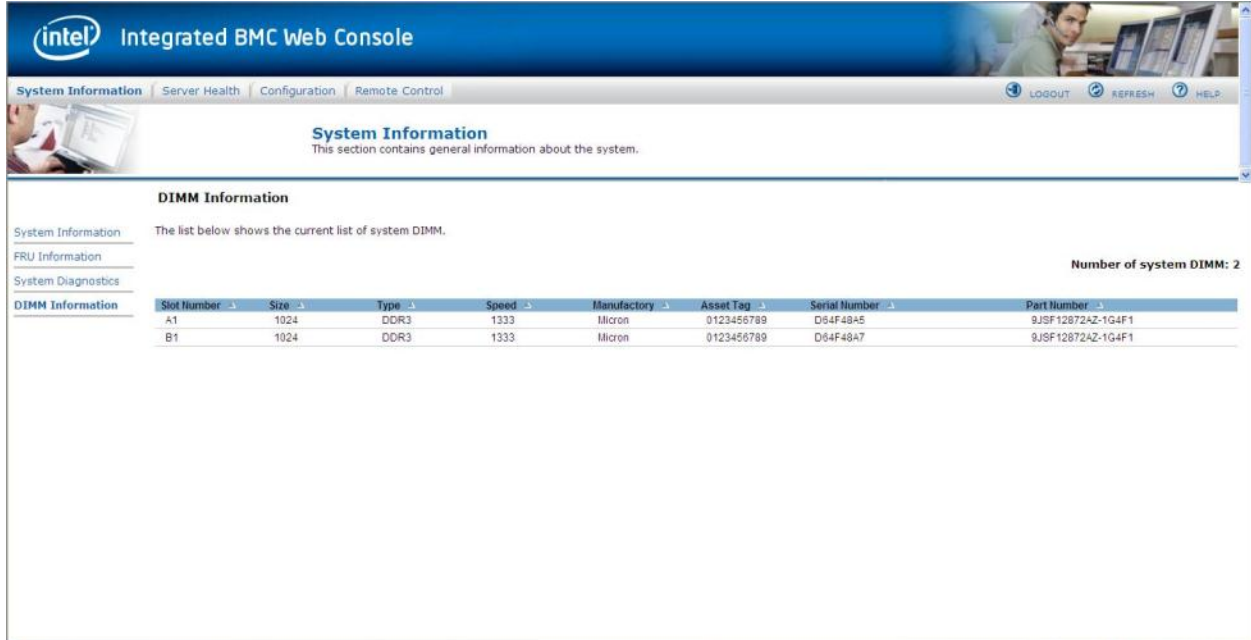 intel Integrated BMC Web Console
System Information Server Health Configuration Remote Control LOGOUT REFRESH HELP
System Information
This section contains general information about the system.
DIMM Information
System Information
FRU Information
System Diagnostics
DIMM Information
The list below shows the current list of system DIMM.
Number of system DIMM: 2
Slot Number Size Type Speed Manufactory Asset Tag Serial Number Part Number
A1 1024 DDR3 1333 Micron 0123456789 D64F48A5 9JSF12872AZ-1G4F1
B1 1024 DDR3 1333 Micron 0123456789 D64F48A7 9JSF12872AZ-1G4F1